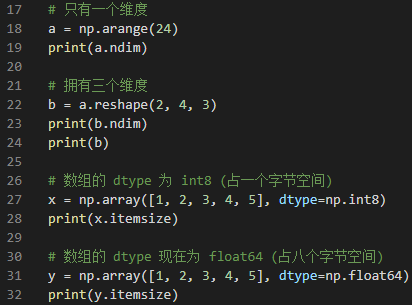 17 # 只有一个维度
18 a = np.arange(24)
19 print(a.ndim)
20
21 # 拥有三个维度
22 b = a.reshape(2, 4, 3)
23 print(b.ndim)
24 print(b)
25
26 # 数组的 dtype 为 int8 (占一个字节空间)
27 x = np.array([1, 2, 3, 4, 5], dtype=np.int8)
28 print(x.itemsize)
29
30 # 数组的 dtype 现在为 float64 (占八个字节空间)
31 y = np.array([1, 2, 3, 4, 5], dtype=np.float64)
32 print(y.itemsize)